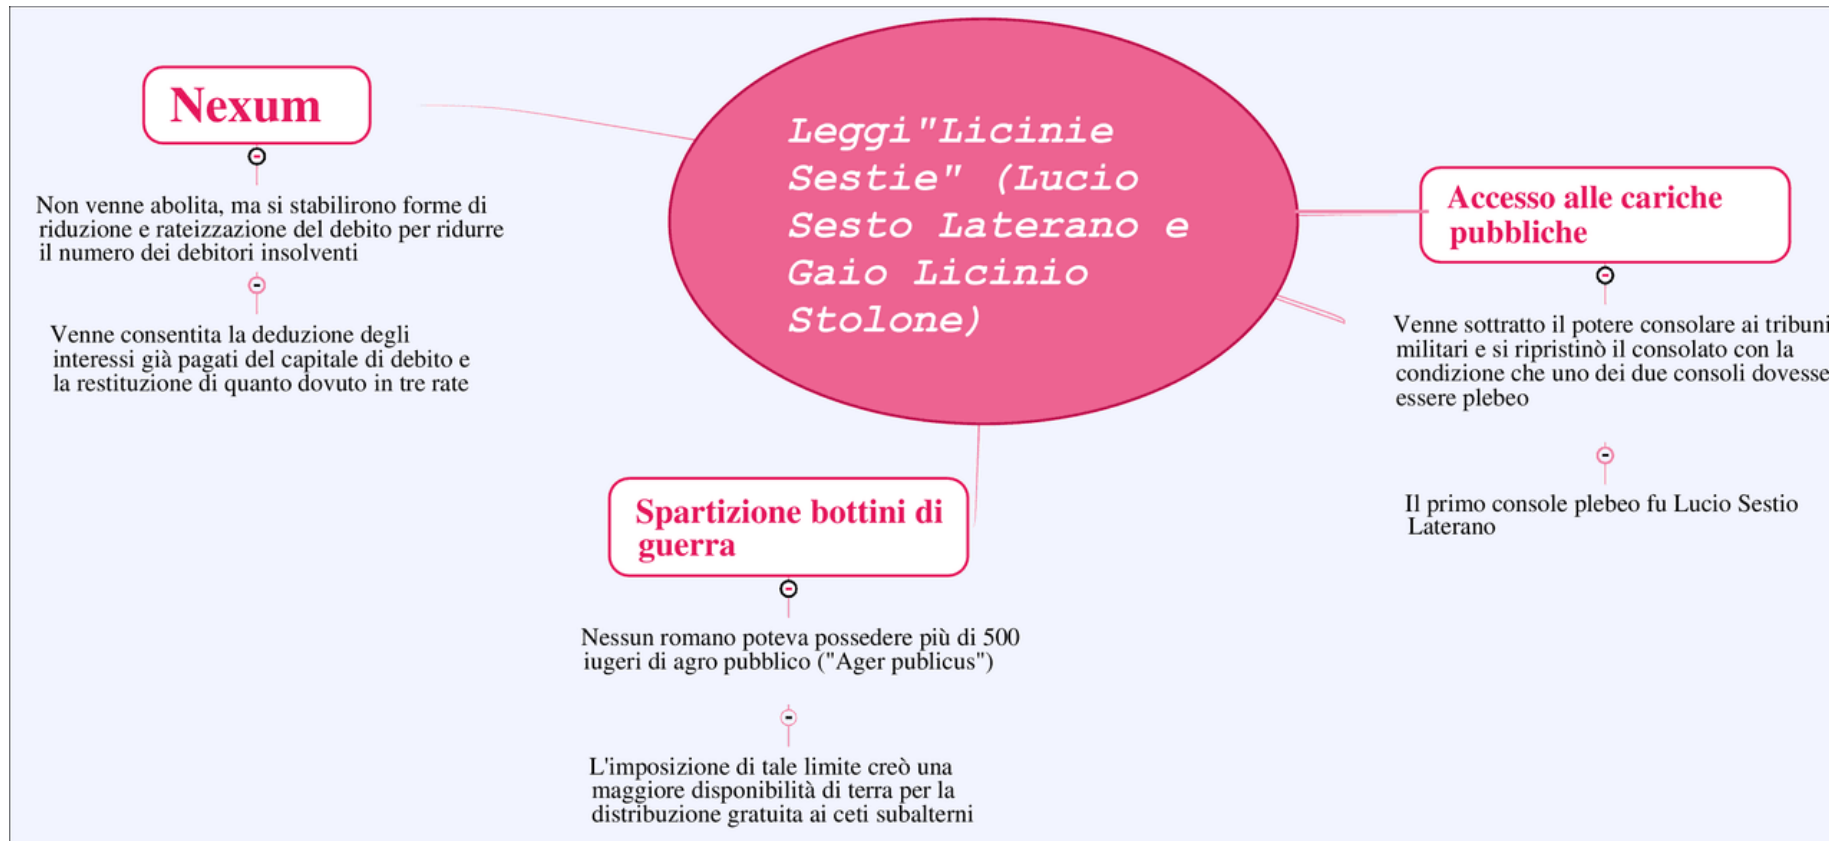 Leggi"Licinie
Sestie" (Lucio
Sesto Laterano e
Gaio Licinio
Stolone)
Nexum
Non venne abolita, ma si stabilirono forme di
riduzione e rateizzazione del debito per ridurre
il numero dei debitori insolventi
Venne consentita la deduzione degli
interessi già pagati del capitale di debito e
la restituzione di quanto dovuto in tre rate
Spartizione bottini di
guerra
Nessun romano poteva possedere più di 500
iugeri di agro pubblico ("Ager publicus")
L'imposizione di tale limite creò una
maggiore disponibilità di terra per la
distribuzione gratuita ai ceti subalterni
Accesso alle cariche
pubbliche
Venne sottratto il potere consolare ai tribuni
militari e si ripristinò il consolato con la
condizione che uno dei due consoli dovesse
essere plebeo
Il primo console plebeo fu Lucio Sestio
Laterano